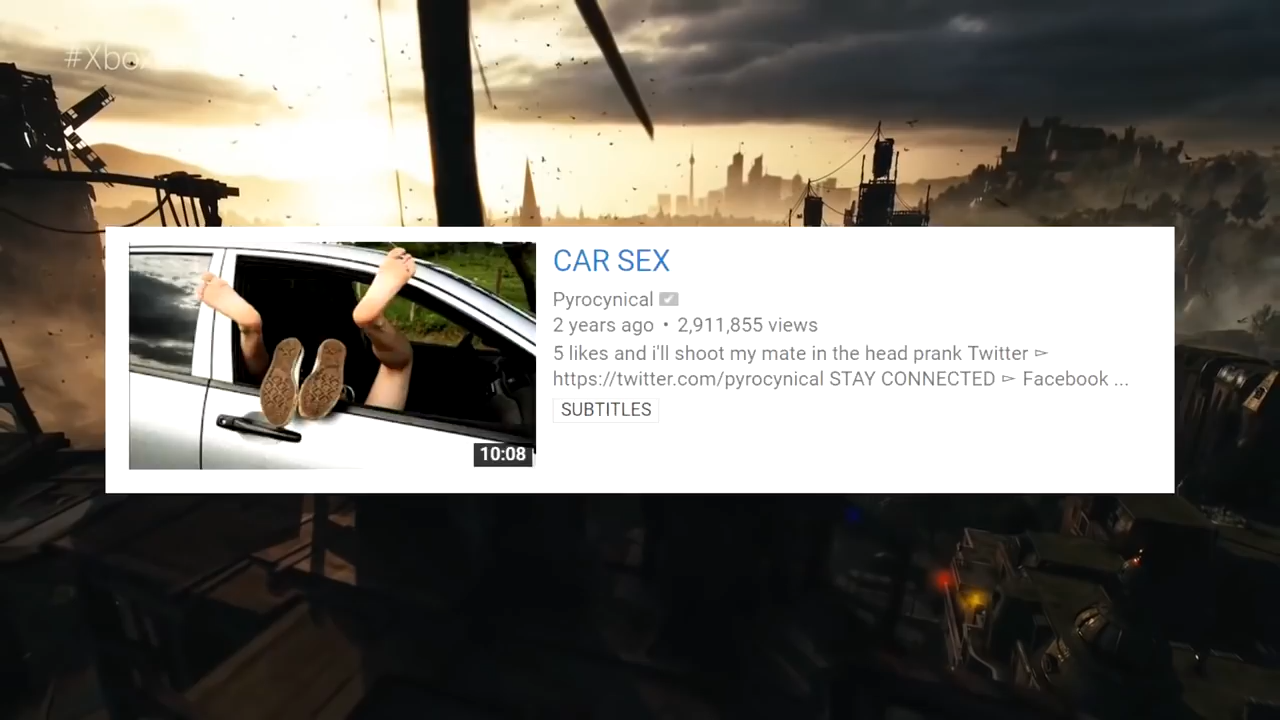 #Xbox
CAR SEX
Pyrocynical
2 years ago • 2,911,855 views
5 likes and i'll shoot my mate in the head prank Twitter ►
https://twitter.com/pyrocynical STAY CONNECTED ► Facebook ...
SUBTITLES
10:08